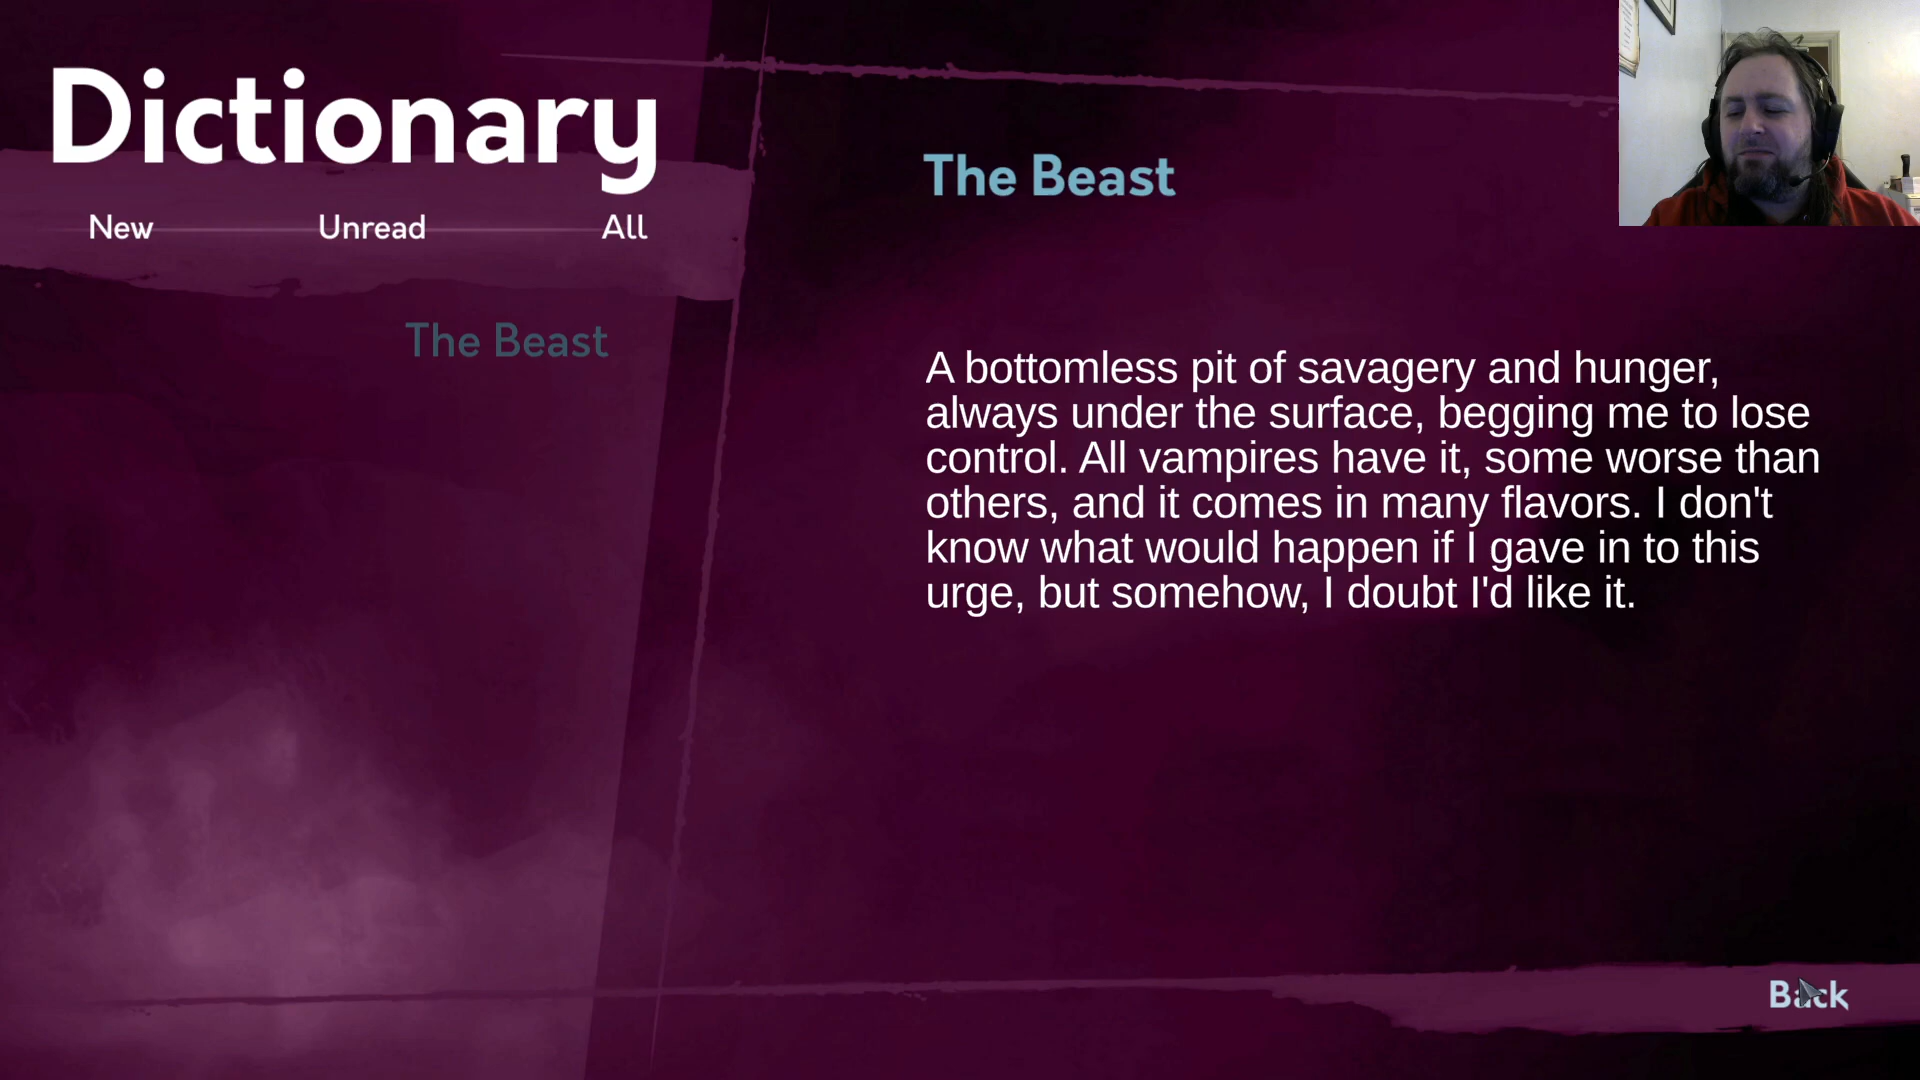 Dictionary
New Unread All
The Beast
The Beast
A bottomless pit of savagery and hunger,
always under the surface, begging me to lose
control. All vampires have it, some worse than
others, and it comes in many flavors. I don't
know what would happen if I gave in to this
urge, but somehow, I doubt I'd like it.
Back